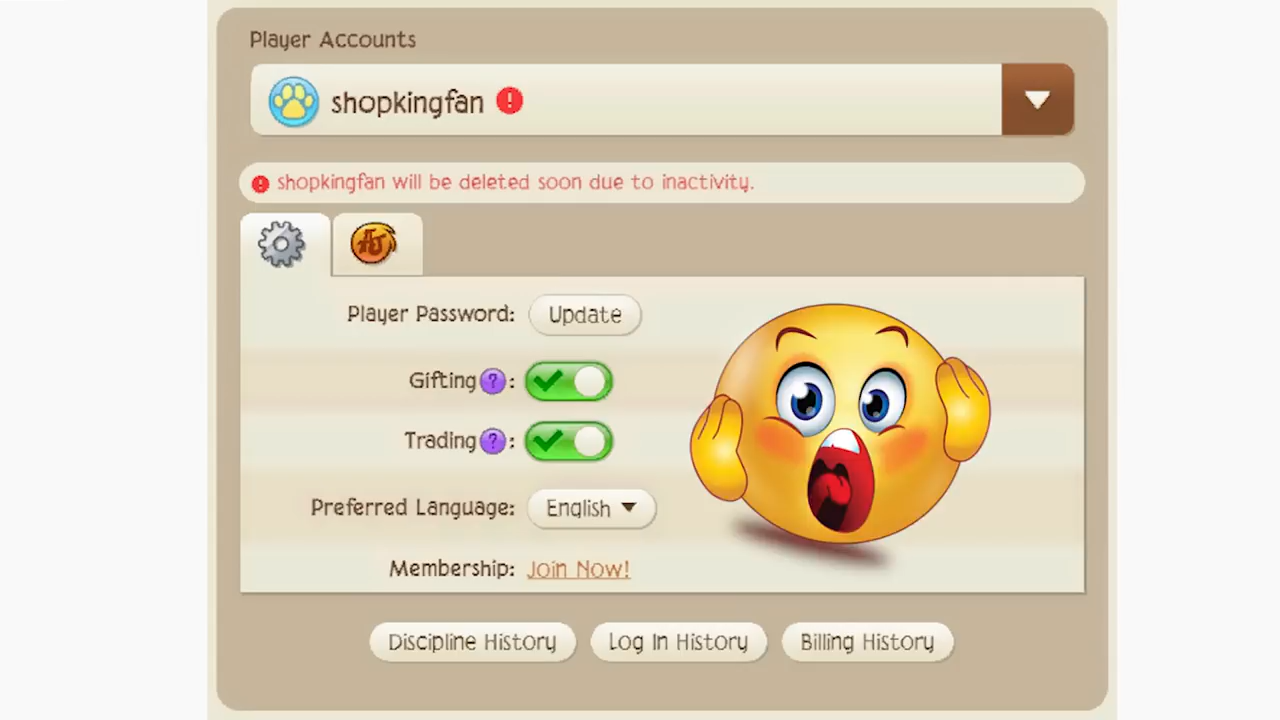 Player Accounts
shopkingfan
shopkingfan will be deleted soon due to inactivity.
AJ
Player Password: Update
Gifting ? :
Trading ? :
Preferred Language: English
Membership: Join Now!
Discipline History Log In History Billing History